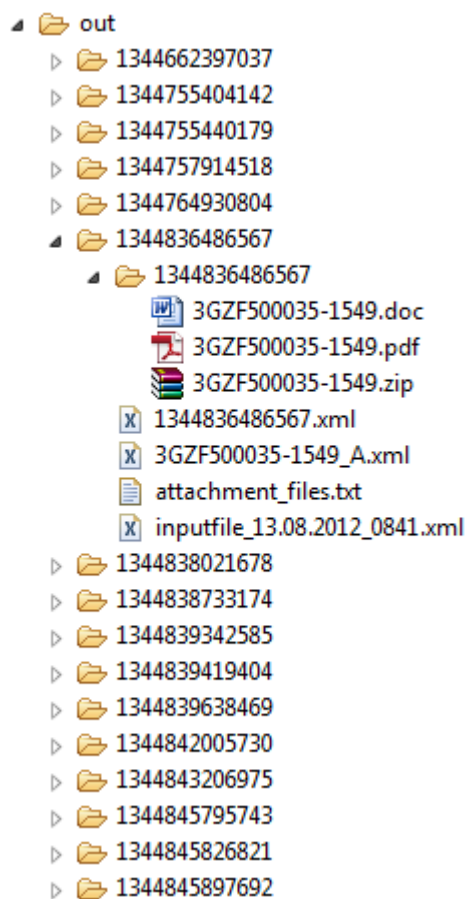 out
1344662397037
1344755404142
1344755440179
1344757914518
1344764930804
1344836486567
1344836486567
3GZF500035-1549.doc
3GZF500035-1549.pdf
3GZF500035-1549.zip
1344836486567.xml
3GZF500035-1549_A.xml
attachment_files.txt
inputfile_13.08.2012_0841.xml
1344838021678
1344838733174
1344839342585
1344839419404
1344839638469
1344842005730
1344843206975
1344845795743
1344845826821
1344845897692